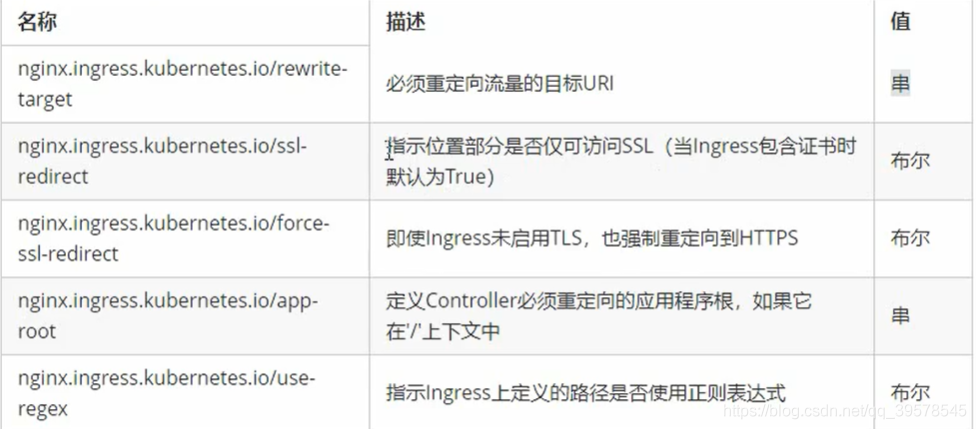 名称 描述 值
nginx.ingress.kubernetes.io/rewrite-
target
必须重定向流量的目标URI
串
nginx.ingress.kubernetes.io/ssl-
redirect
指示位置部分是否仅可访问SSL（当Ingress包含证书时
默认为True）
布尔
nginx.ingress.kubernetes.io/force-
ssl-redirect
即使Ingress未启用TLS，也强制重定向到HTTPS
布尔
nginx.ingress.kubernetes.io/app-
root
定义Controller必须重定向的应用程序根，如果它
在'/'上下文中
串
nginx.ingress.kubernetes.io/use-
regex
指示Ingress上定义的路径是否使用正则表达式
布尔
https://blog.csdn.net/qq_39578545